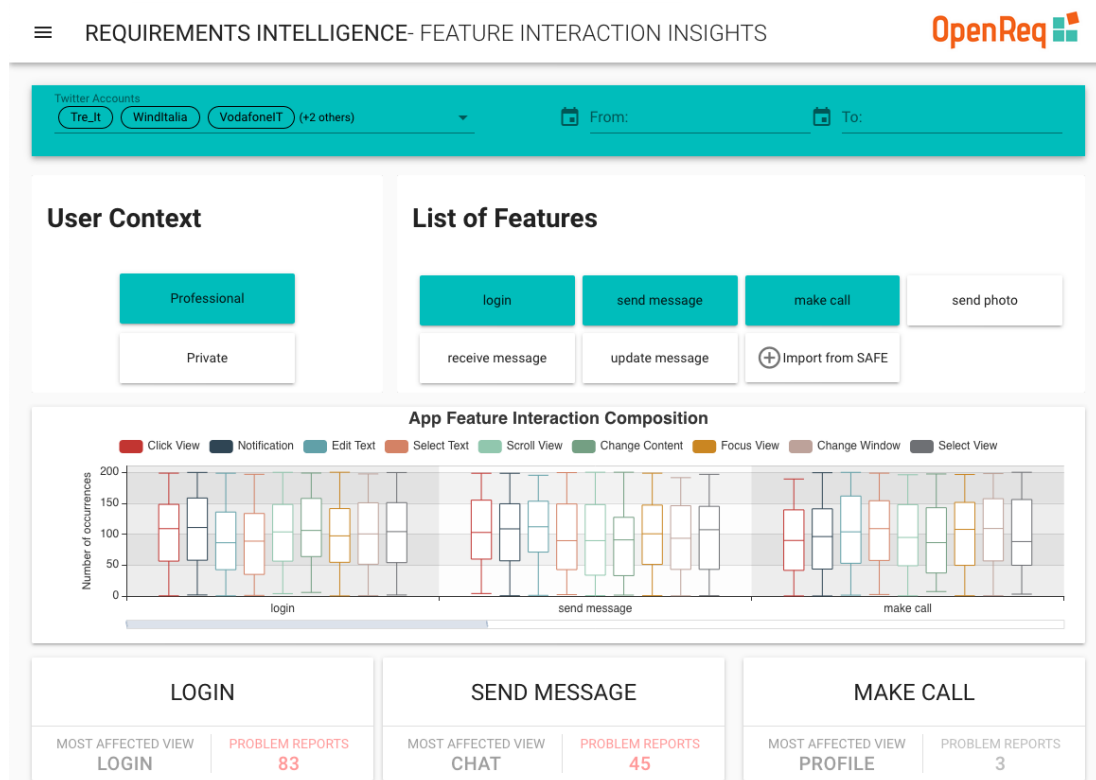 REQUIREMENTS INTELLIGENCE- FEATURE INTERACTION INSIGHTS
OpenReq
Twitter Accounts
Tre_It WindItalia VodafoneIT (+2 others)
From: To:
User Context
List of Features
Professional
login send message make call send photo
Private
receive message update message Import from SAFE
App Feature Interaction Composition
Click View Notification Edit Text Select Text Scroll View Change Content Focus View Change Window Select View
Number of occurrences
200
150
100
50
0
login send message make call
LOGIN SEND MESSAGE MAKE CALL
MOST AFFECTED VIEW PROBLEM REPORTS MOST AFFECTED VIEW PROBLEM REPORTS MOST AFFECTED VIEW PROBLEM REPORTS
LOGIN 83 CHAT 45 PROFILE 3